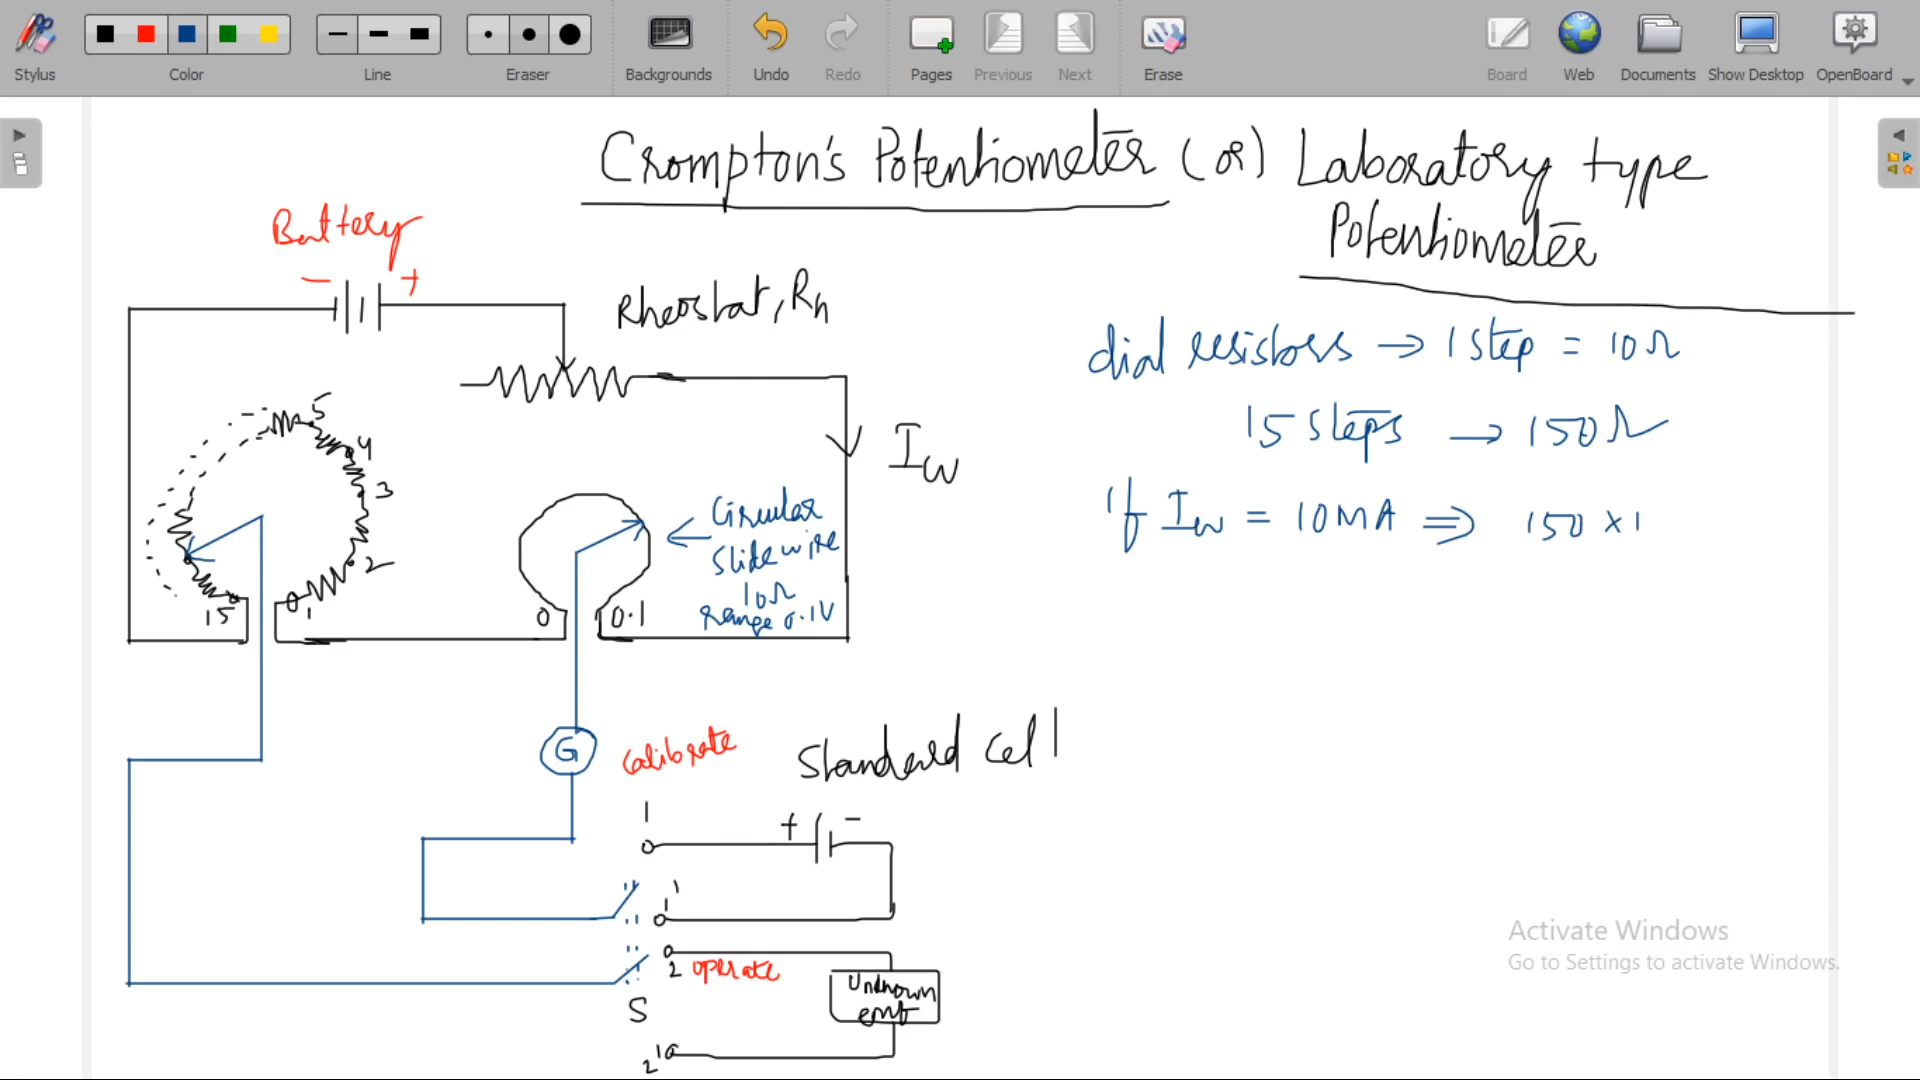 Stylus
Color
Line
Eraser
Backgrounds
Undo
Redo
Pages
Previous
Next
Erase
Board
Web
Documents
Show Desktop
OpenBoard
Crompton's Potentiometer (or) Laboratory type
Potentiometer
Battery
- +
Rheostat, Rh
dial resistors → 1 step = 10Ω
15 steps → 150Ω
If Iw = 10MA ⇒ 150 × 1
Iw
5
4
3
2
1
0
15
Circular
Slide wire
10Ω
range 0.1V
0
0.1
G
Calibrate
Standard cell
1
+ -
1'
2 operate
S
Unknown
emf
2'
Activate Windows
Go to Settings to activate Windows.